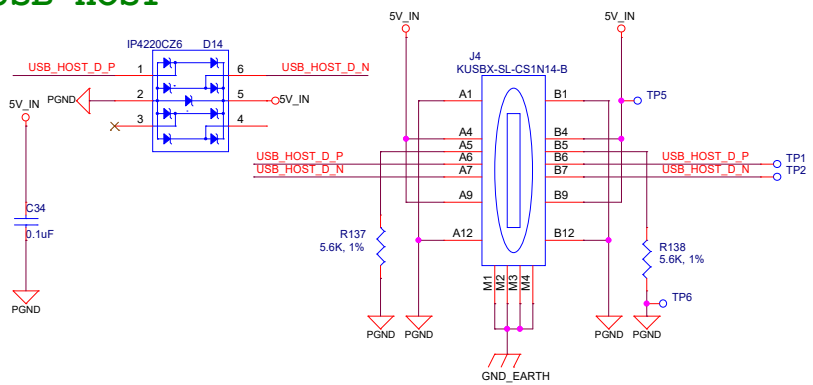 USB HOST
IP4220CZ6 D14
USB_HOST_D_P 1 6 USB_HOST_D_N
PGND 2 5 5V_IN
3 4
5V_IN
C34
0.1uF
PGND
5V_IN 5V_IN
J4
KUSBX-SL-CS1N14-B
A1 B1
TP5
A4 B4
A5 B5
USB_HOST_D_P A6 B6 USB_HOST_D_P TP1
USB_HOST_D_N A7 B7 USB_HOST_D_N TP2
A9 B9
R137
5.6K, 1%
A12 B12
R138
5.6K, 1%
M1 M2 M3 M4
TP6
PGND PGND PGND PGND
GND_EARTH